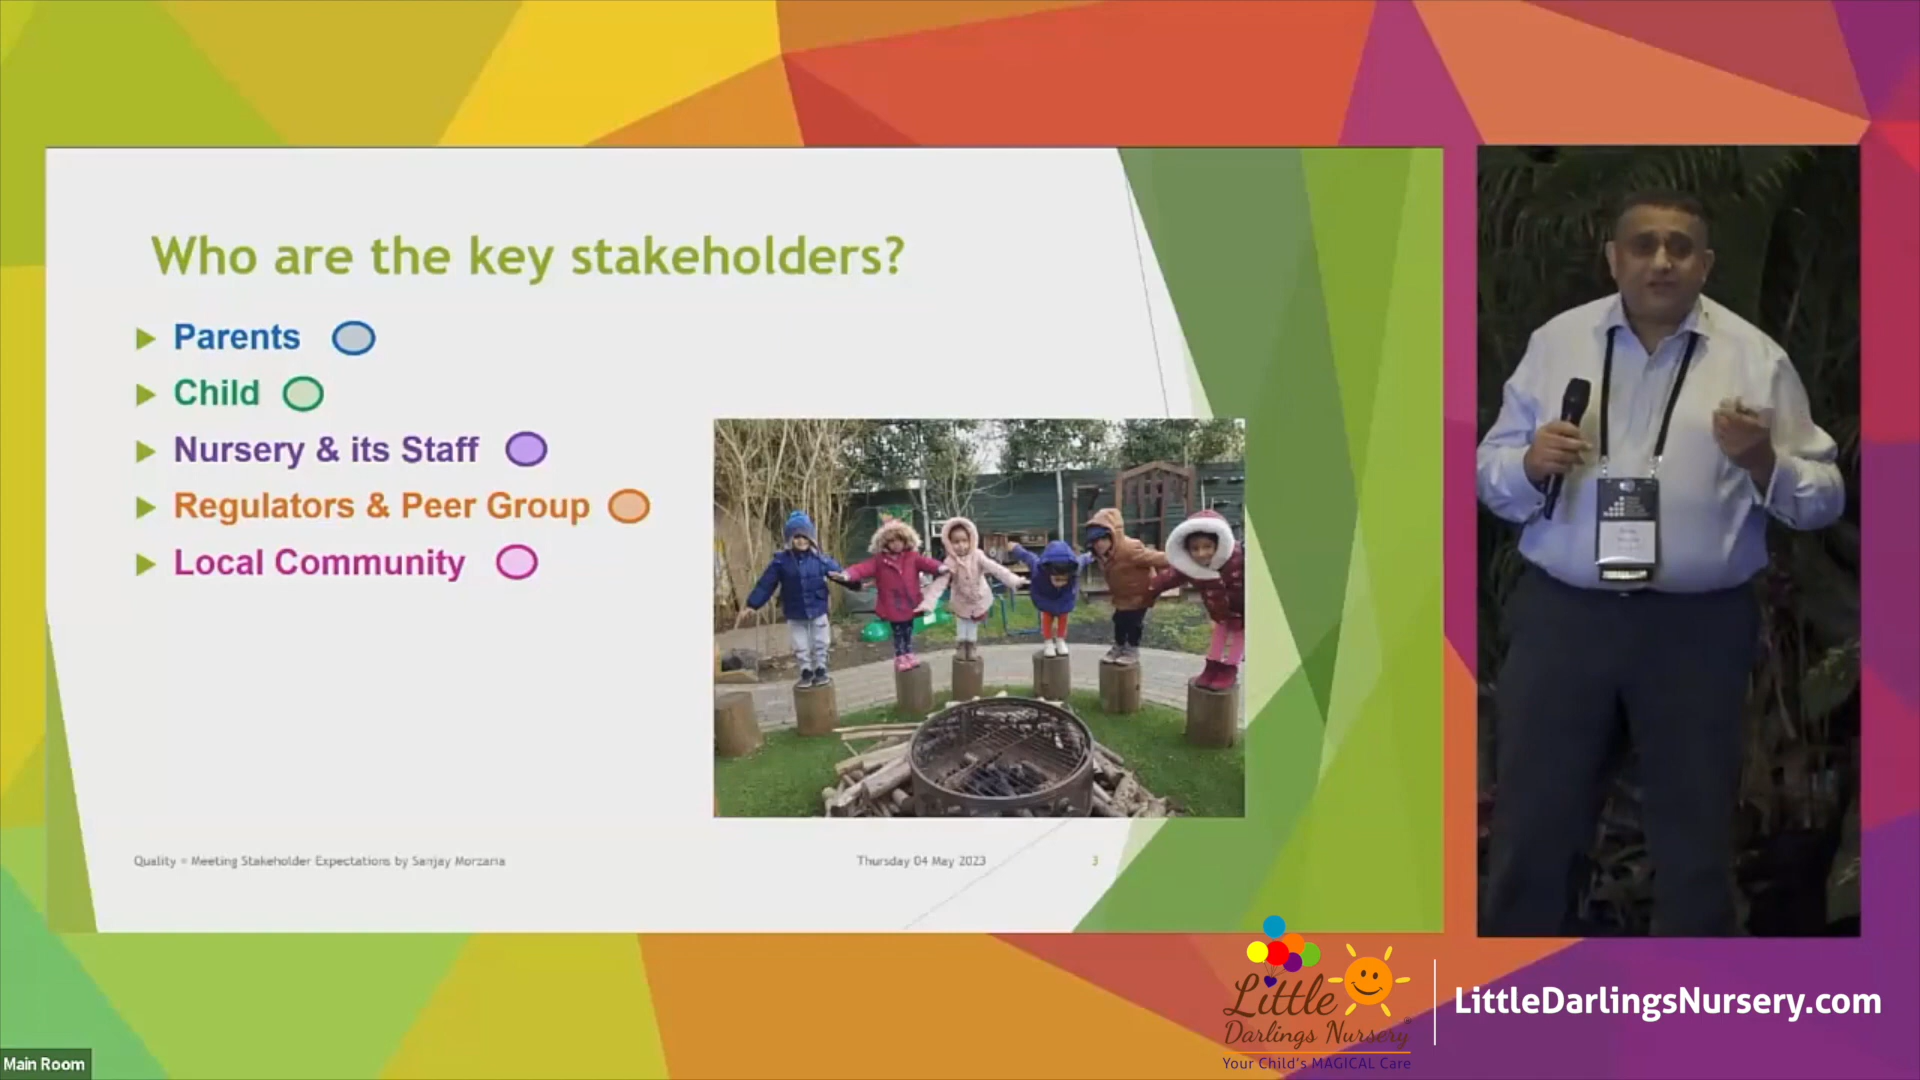 Who are the key stakeholders?
Parents
Child
Nursery & its Staff
Regulators & Peer Group
Local Community
Quality = Meeting Stakeholder Expectations by Sanjay Morzaria
Thursday 04 May 2023
3
Little
Darlings Nursery®
Your Child's MAGICAL Care
LittleDarlingsNursery.com
Main Room